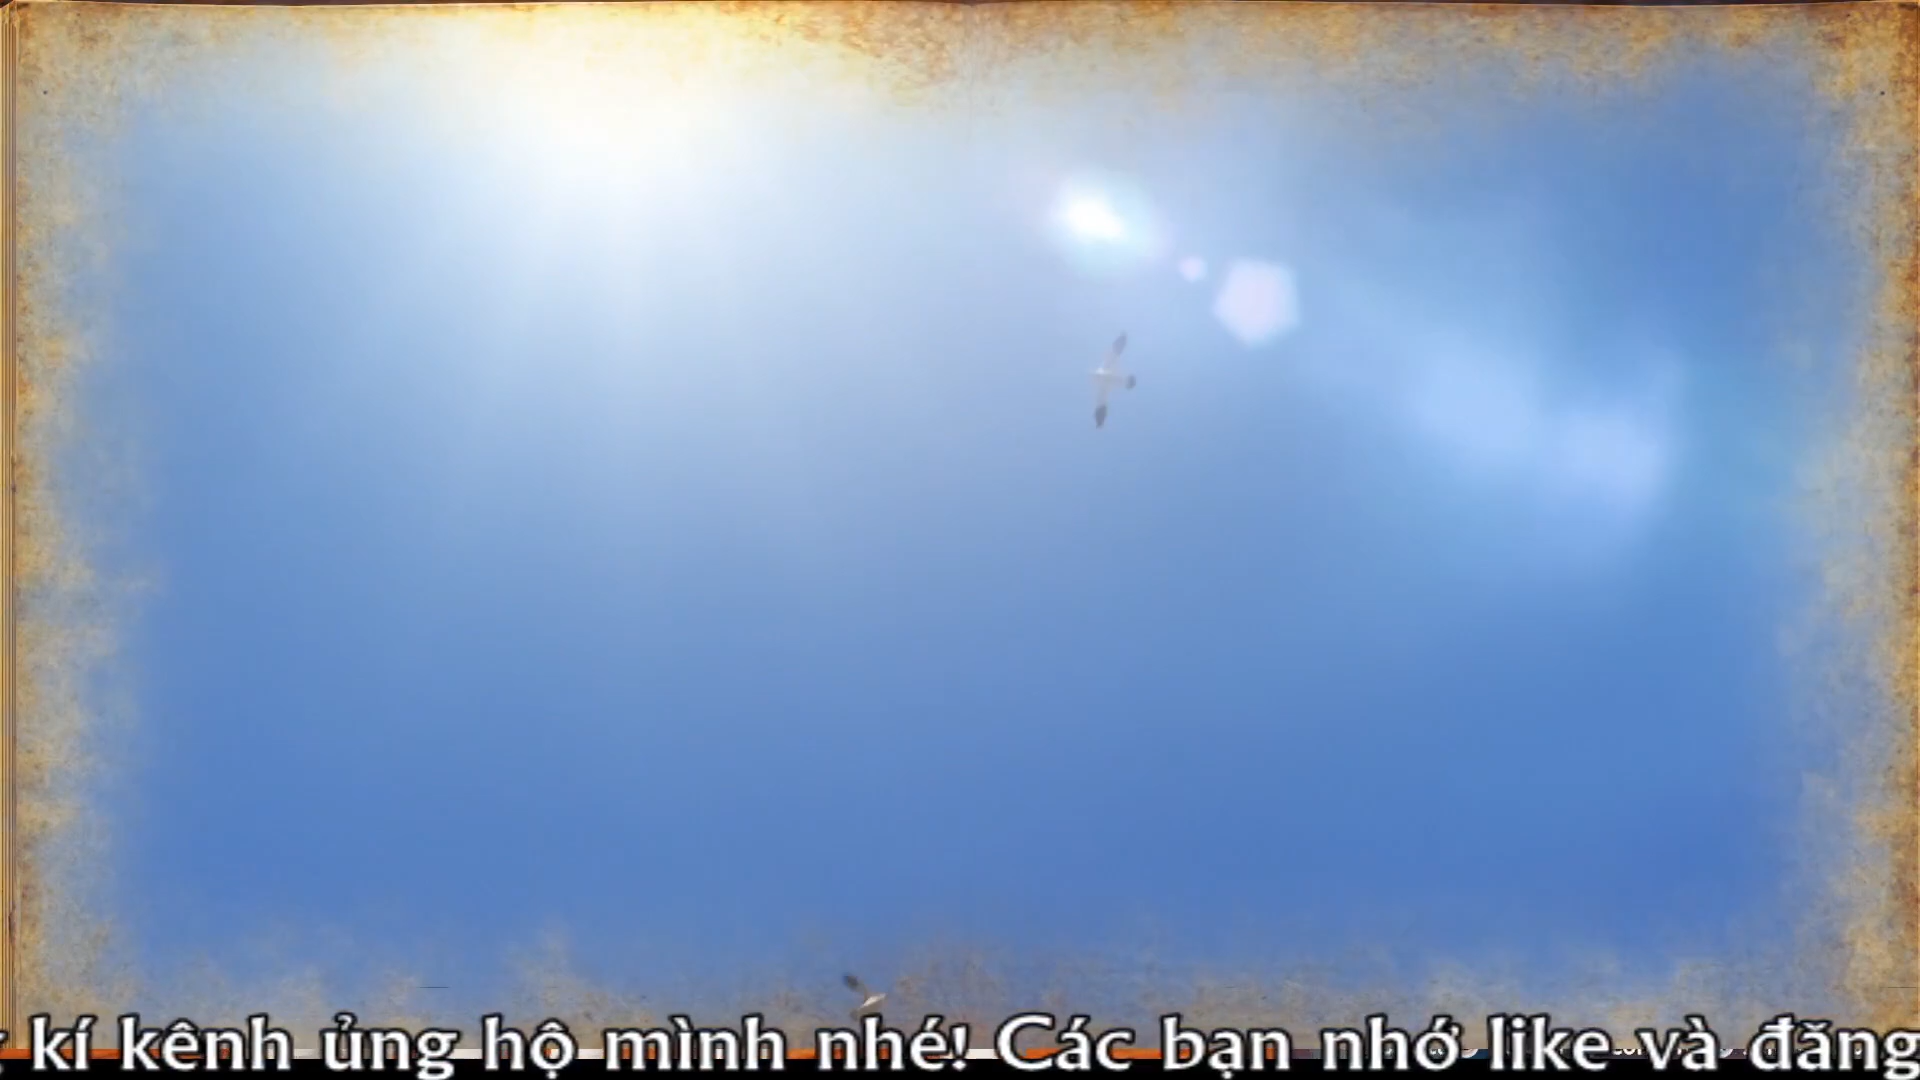 kí kênh ủng hộ mình nhé! Các bạn nhớ like và đăng